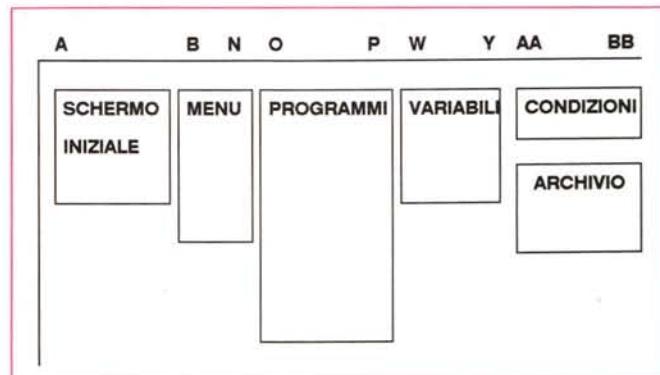 A B N O P W Y AA BB
SCHERMO MENU PROGRAMMI VARIABILI CONDIZIONI
INIZIALE
ARCHIVIO